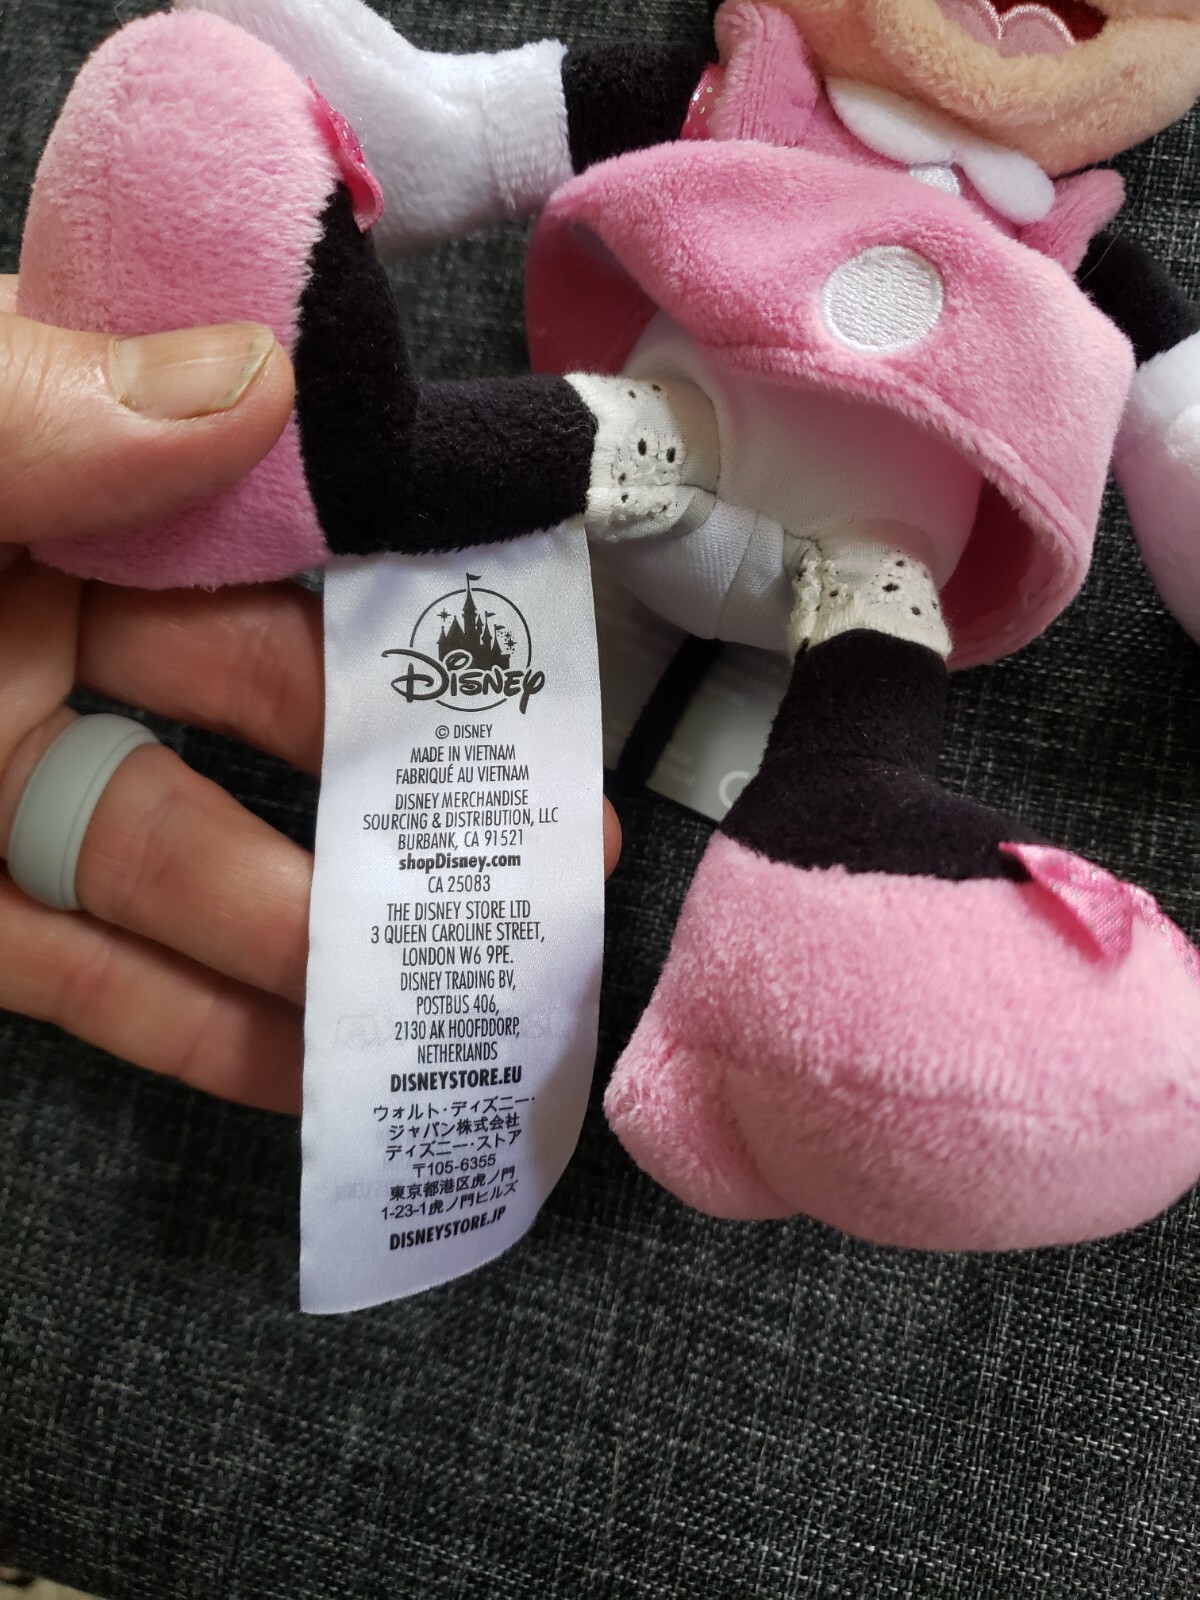 Disney
© DISNEY
MADE IN VIETNAM
FABRIQUÉ AU VIETNAM
DISNEY MERCHANDISE
SOURCING & DISTRIBUTION, LLC
BURBANK, CA 91521
shopDisney.com
CA 25083
THE DISNEY STORE LTD
3 QUEEN CAROLINE STREET,
LONDON W6 9PE.
DISNEY TRADING BV,
POSTBUS 406,
2130 AK HOOFDDORP,
NETHERLANDS
DISNEYSTORE.EU
ウォルト・ディズニー・
ジャパン株式会社
ディズニー・ストア
〒105-6355
東京都港区虎ノ門
1-23-1虎ノ門ヒルズ
DISNEYSTORE.JP